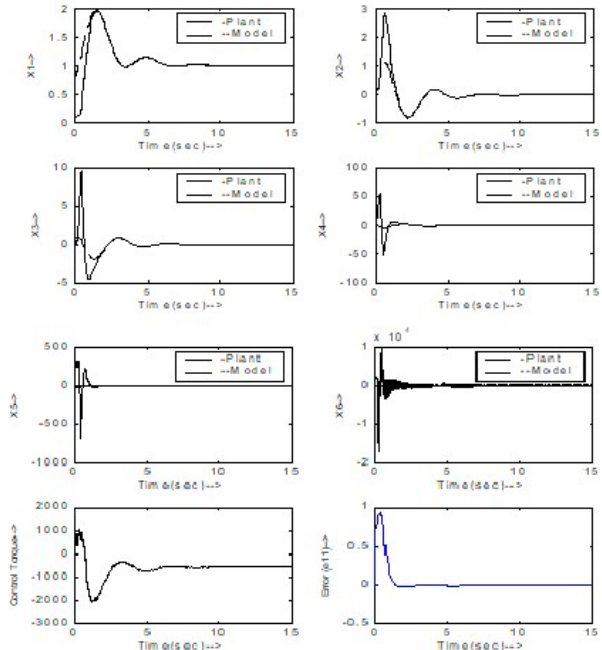 2
1.5
1
0.5
0
X1-->
-Plant
--Model
0 5 10 15
Time(sec)-->
3
2
1
0
-1
X2-->
-Plant
--Model
0 5 10 15
Time(sec)-->
10
5
0
-5
X3-->
-Plant
--Model
0 5 10 15
Time(sec)-->
100
50
0
-50
-100
X4-->
-Plant
--Model
0 5 10 15
Time(sec)-->
500
0
-500
-1000
X5-->
-Plant
--Model
0 5 10 15
Time(sec)-->
x 10
1
0
-1
-2
X6-->
-Plant
--Model
0 5 10 15
Time(sec)-->
2000
1000
0
-1000
-2000
-3000
Control Torque-->
0 5 10 15
Time(sec)-->
1
0.5
0
-0.5
Error (e11)-->
0 5 10 15
Time(sec)-->